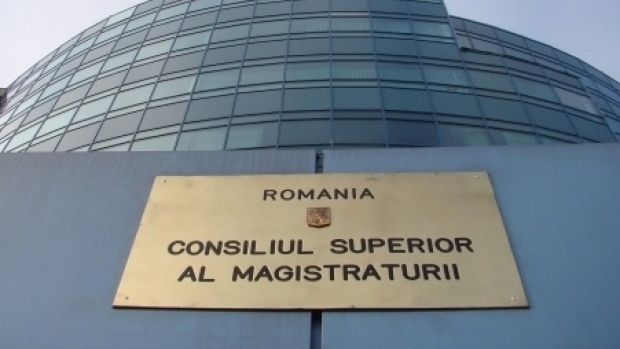 ROMANIA
CONSILIUL SUPERIOR
AL MAGISTRATURII